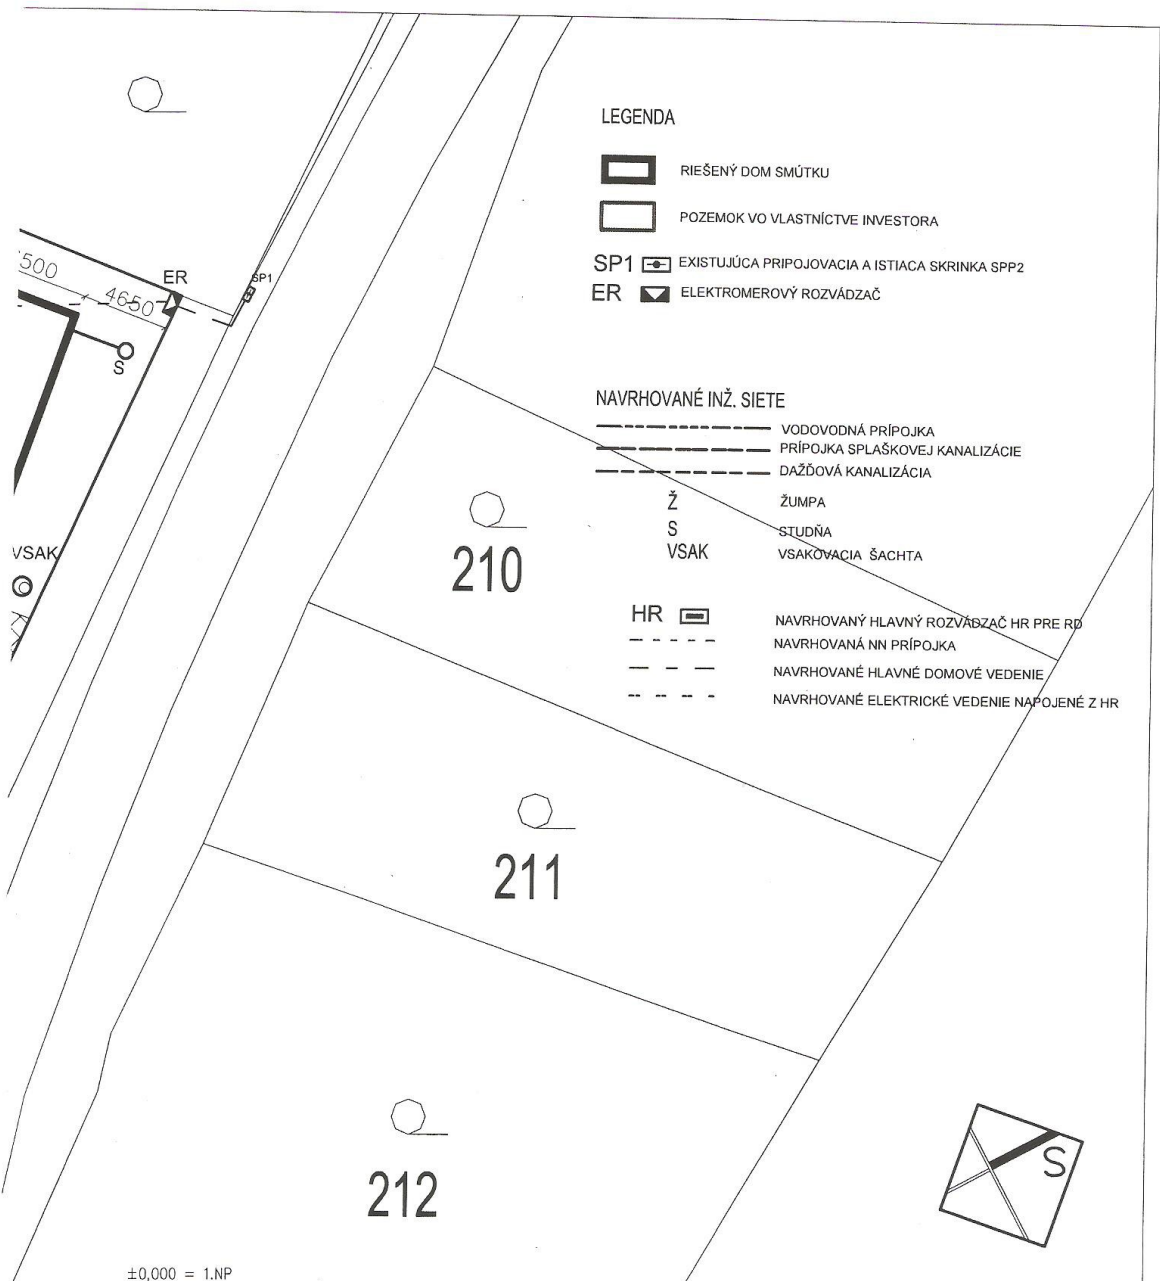 LEGENDA
RIEŠENÝ DOM SMÚTKU
POZEMOK VO VLASTNÍCTVE INVESTORA
SP1 EXISTUJÚCA PRIPOJOVACIA A ISTIACA SKRINKA SPP2
ER ELEKTROMEROVÝ ROZVÁDZAČ
ER
SP1
4650
S
NAVRHOVANÉ INŽ. SIETE
VODOVODNÁ PRÍPOJKA
PRÍPOJKA SPLAŠKOVEJ KANALIZÁCIE
DAŽĎOVÁ KANALIZÁCIA
Ž ŽUMPA
S STUDŇA
VSAK VSAKOVACIA ŠACHTA
VSAK
210
HR NAVRHOVANÝ HLAVNÝ ROZVÁDZAČ HR PRE RD
NAVRHOVANÁ NN PRÍPOJKA
NAVRHOVANÉ HLAVNÉ DOMOVÉ VEDENIE
NAVRHOVANÉ ELEKTRICKÉ VEDENIE NAPOJENÉ Z HR
211
212
S
±0,000 = 1.NP